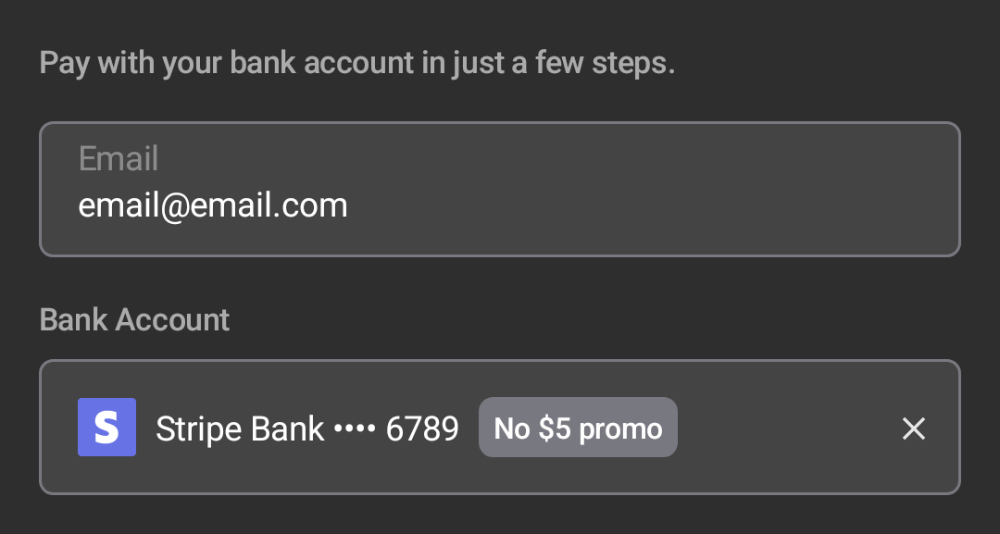 Pay with your bank account in just a few steps.
Email
email@email.com
Bank Account
S Stripe Bank •••• 6789 No $5 promo